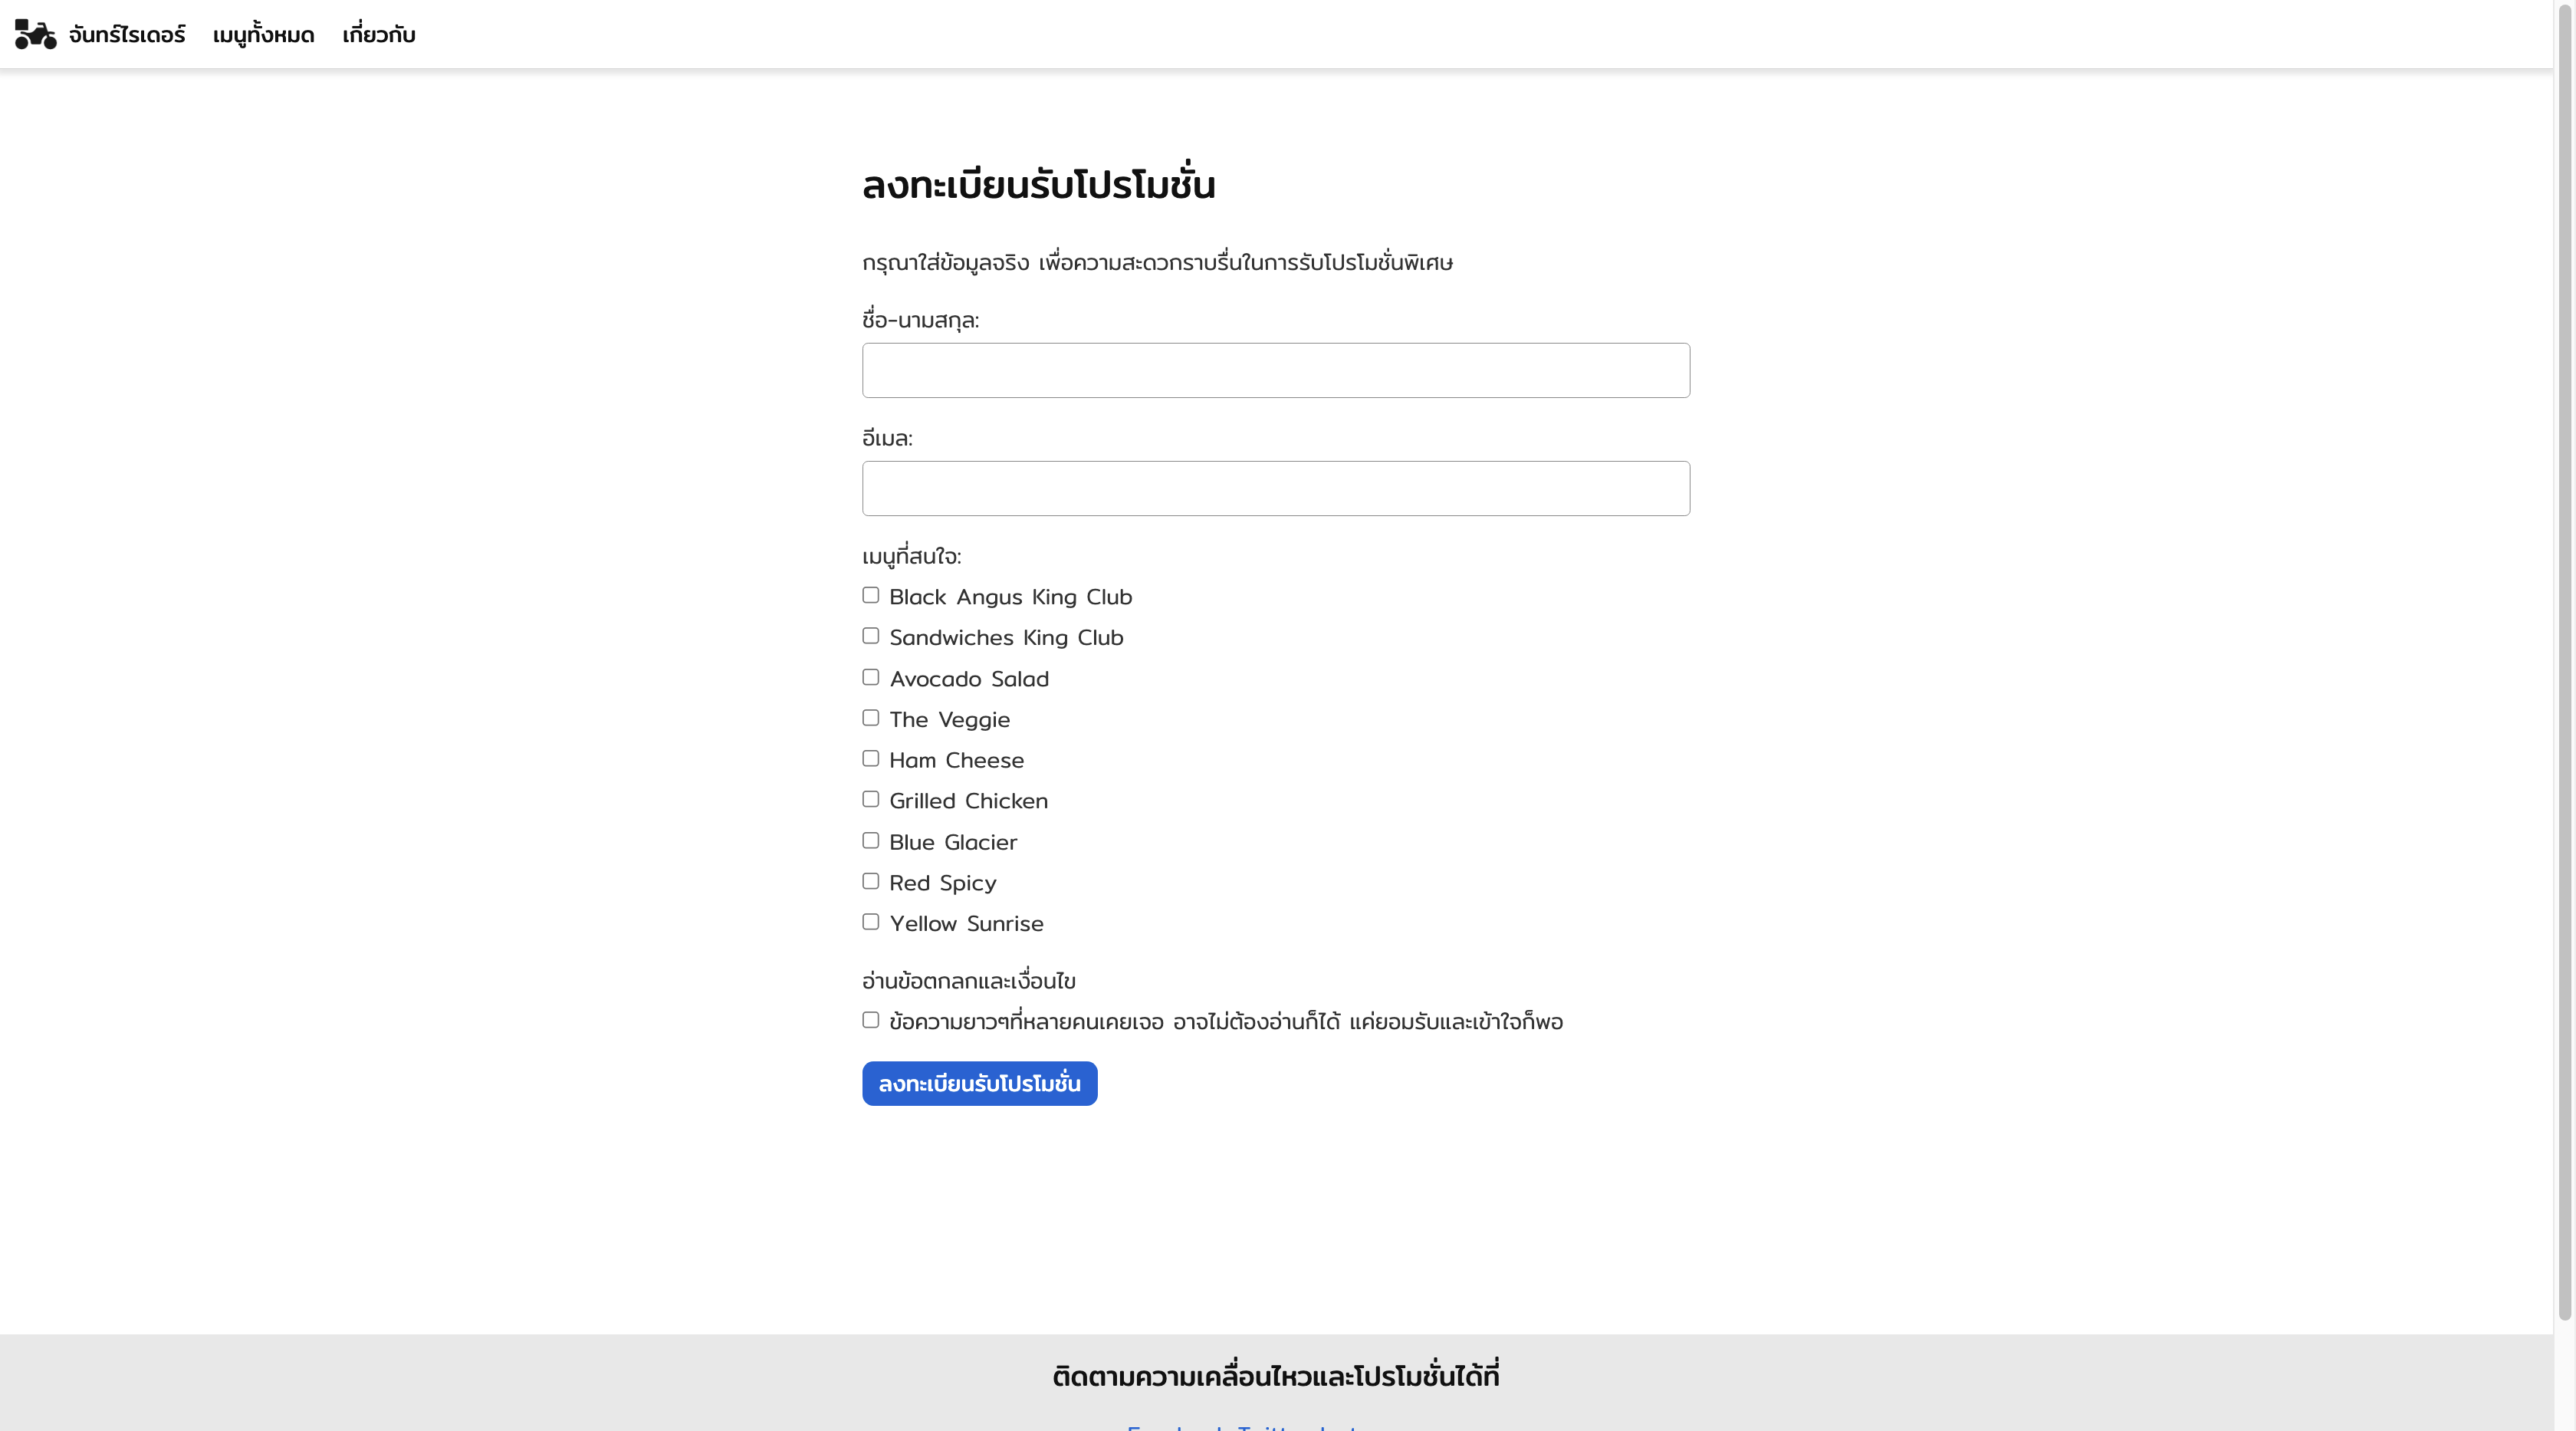 จันทร์ไรเดอร์ เมนูทั้งหมด เกี่ยวกับ
ลงทะเบียนรับโปรโมชั่น
กรุณาใส่ข้อมูลจริง เพื่อความสะดวกราบรื่นในการรับโปรโมชั่นพิเศษ
ชื่อ-นามสกุล:
อีเมล:
เมนูที่สนใจ:
Black Angus King Club
Sandwiches King Club
Avocado Salad
The Veggie
Ham Cheese
Grilled Chicken
Blue Glacier
Red Spicy
Yellow Sunrise
อ่านข้อตกลกและเงื่อนไข
ข้อความยาวๆที่หลายคนเคยเจอ อาจไม่ต้องอ่านก็ได้ แค่ยอมรับและเข้าใจก็พอ
ลงทะเบียนรับโปรโมชั่น
ติดตามความเคลื่อนไหวและโปรโมชั่นได้ที่